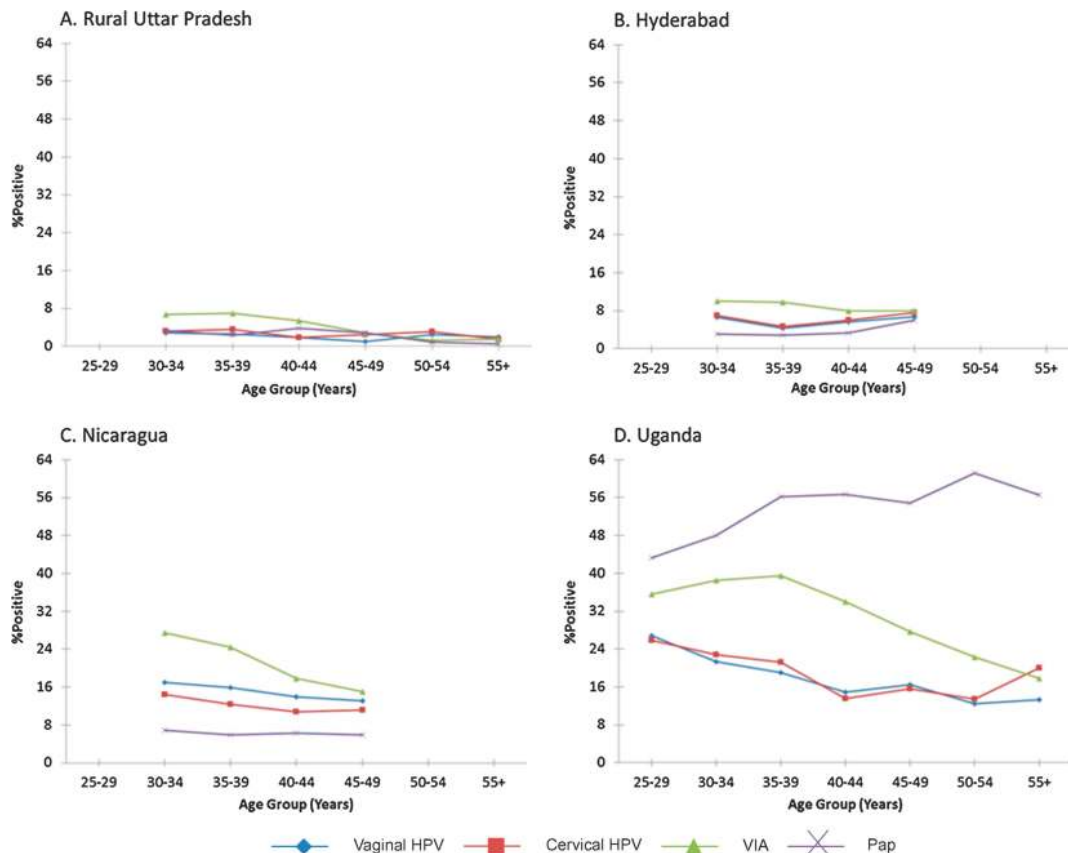 A. Rural Uttar Pradesh
64
56
48
40
32
24
16
8
0
%Positive
25-29 30-34 35-39 40-44 45-49 50-54 55+
Age Group (Years)
B. Hyderabad
64
56
48
40
32
24
16
8
0
%Positive
25-29 30-34 35-39 40-44 45-49 50-54 55+
Age Group (Years)
C. Nicaragua
64
56
48
40
32
24
16
8
0
%Positive
25-29 30-34 35-39 40-44 45-49 50-54 55+
Age Group (Years)
D. Uganda
64
56
48
40
32
24
16
8
0
%Positive
25-29 30-34 35-39 40-44 45-49 50-54 55+
Age Group (Years)
Vaginal HPV Cervical HPV VIA Pap